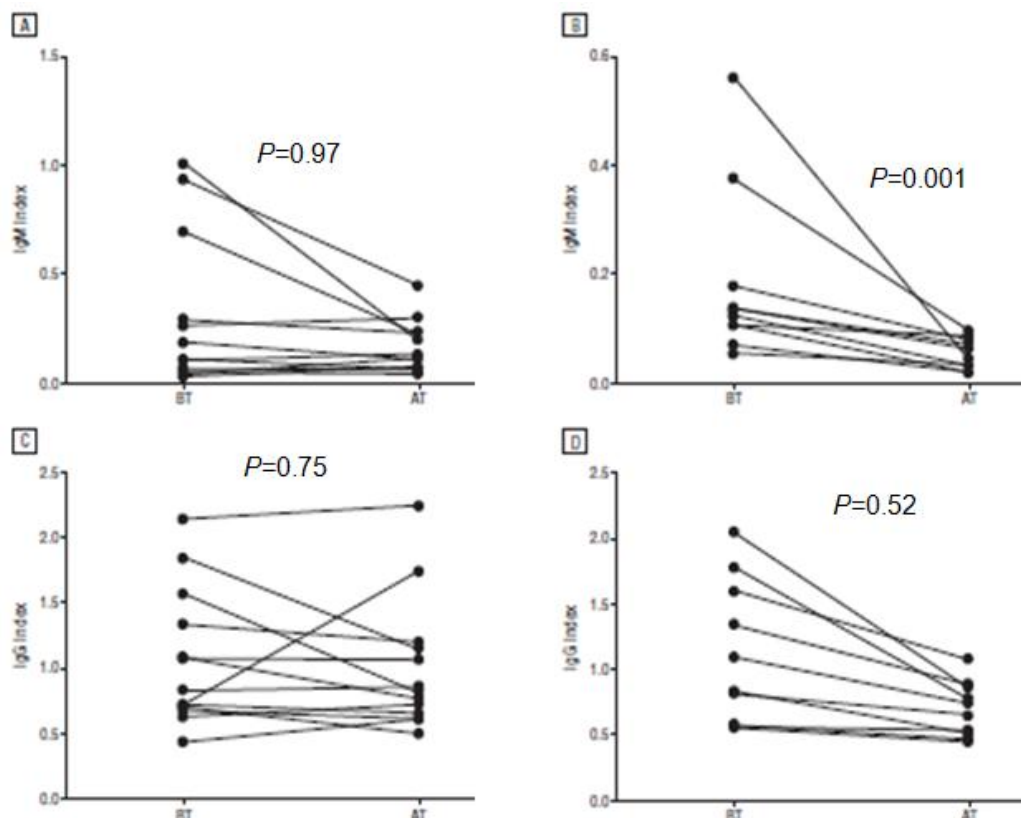 A
1.5
1.0
0.5
0.0
IgM Index
P=0.97
BT
AT
B
0.6
0.4
0.2
0.0
IgM Index
P=0.001
BT
AT
C
2.5
2.0
1.5
1.0
0.5
0.0
IgG Index
P=0.75
BT
AT
D
2.5
2.0
1.5
1.0
0.5
0.0
IgG Index
P=0.52
BT
AT